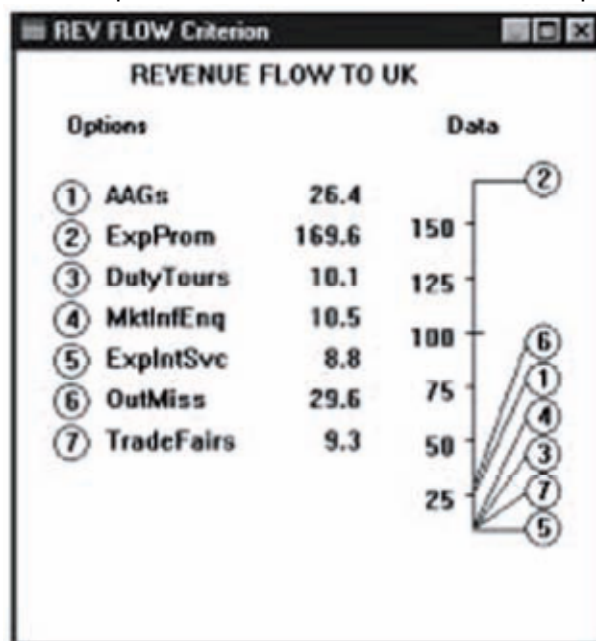 REV FLOW Criterion
REVENUE FLOW TO UK
Options Data
1 AAGs 26.4
2 ExpProm 169.6
3 DutyTours 10.1
4 MktInfEnq 10.5
5 ExpIntSvc 8.8
6 OutMiss 29.6
7 TradeFairs 9.3
150
125
100
75
50
25
2
6
1
4
3
7
5